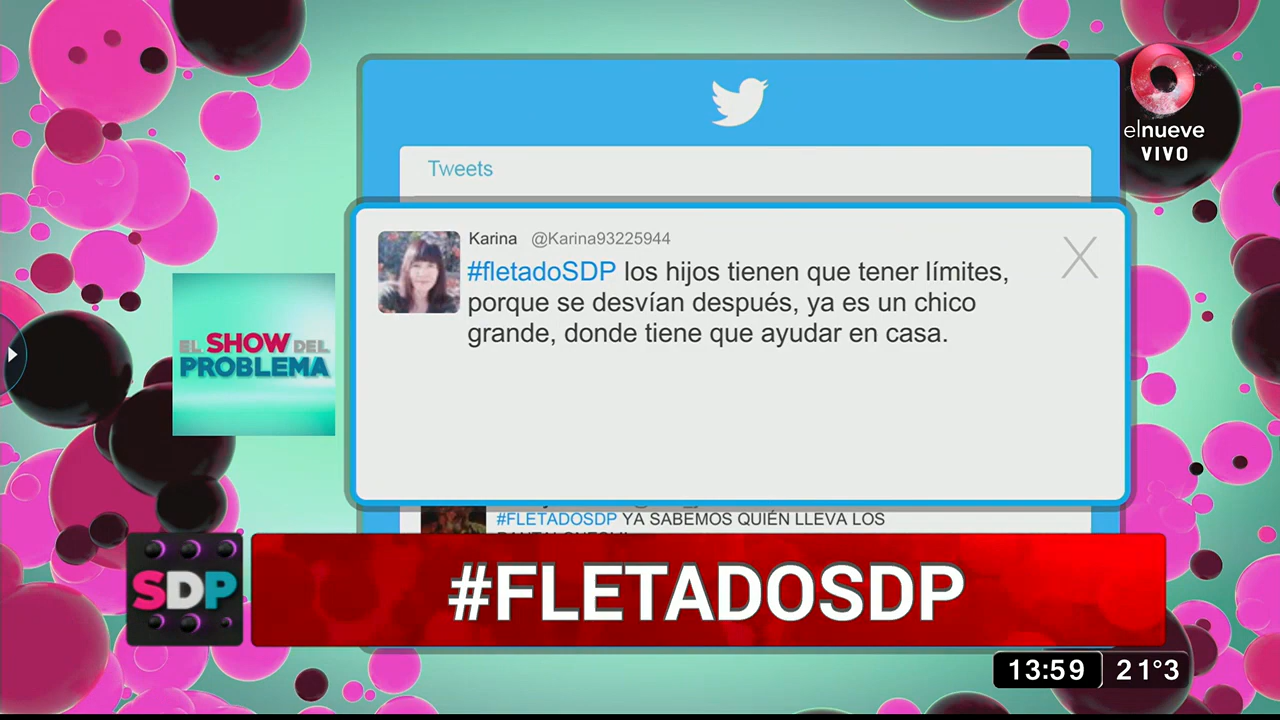 elnueve
VIVO
Tweets
Karina @Karina93225944
#fletadoSDP los hijos tienen que tener límites,
porque se desvían después, ya es un chico
grande, donde tiene que ayudar en casa.
EL SHOW DEL
PROBLEMA
#FLETADOSDP YA SABEMOS QUIÉN LLEVA LOS
SDP
#FLETADOSDP
13:59 21°3